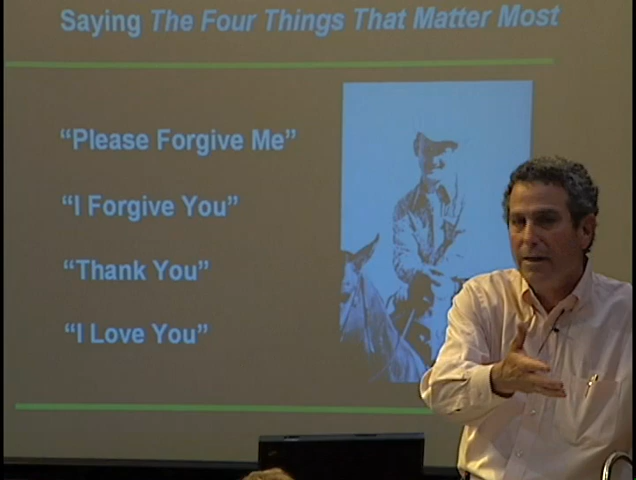 Saying The Four Things That Matter Most
“Please Forgive Me”
“I Forgive You”
“Thank You”
“I Love You”